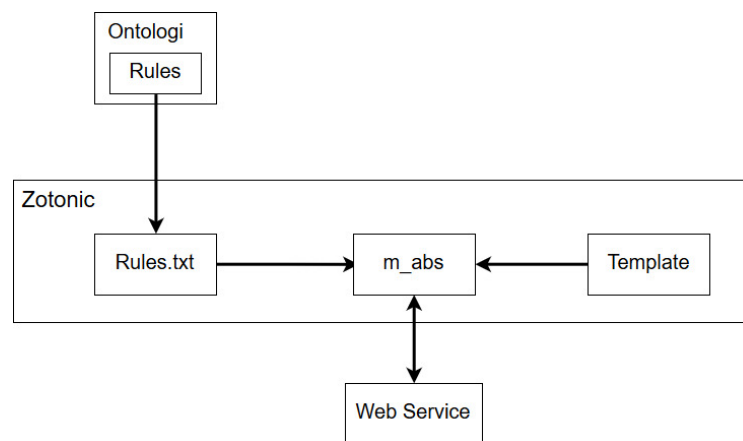 Ontologi
Rules
Zotonic
Rules.txt
m_abs
Template
Web Service